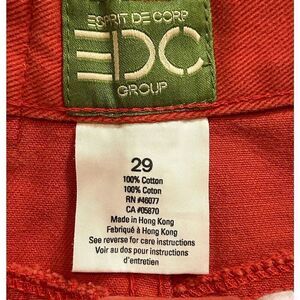 ESPRIT DE CORP
EDC
GROUP
29
100% Cotton
100% Coton
RN #46077
CA #05870
Made in Hong Kong
Fabriqué à Hong Kong
See reverse for care instructions
Voir au dos pour instructions
d'entretien